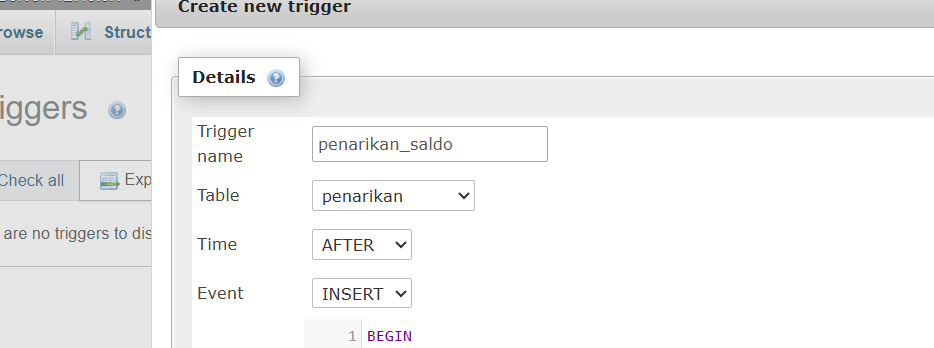 Create new trigger
rowse Struct
Details
iggers
Trigger
name
penarikan_saldo
Check all Exp
Table penarikan
are no triggers to dis
Time AFTER
Event INSERT
1 BEGIN